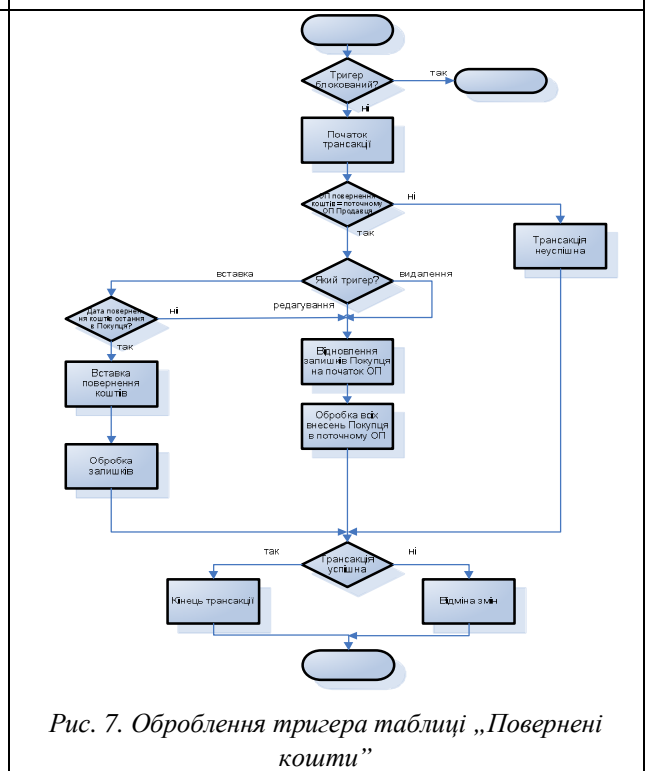 Тригер
блокований?
так
ні
Початок
трансакції
ОП повернення
коштів=поточному
ОП Продавця
ні
так
Трансакція
неуспішна
вставка
Який тригер?
видалення
редагування
Дата повернен
ня коштів остання
в Покупця?
ні
так
Відновлення
залишків Покупця
на початок ОП
Вставка
повернення
коштів
Обробка всіх
внесень Покупця
в поточному ОП
Обробка
залишків
так
Трансакція
успішна
ні
Кінець трансакції
Відміна змін
Рис. 7. Оброблення тригера таблиці „Повернені
кошти”